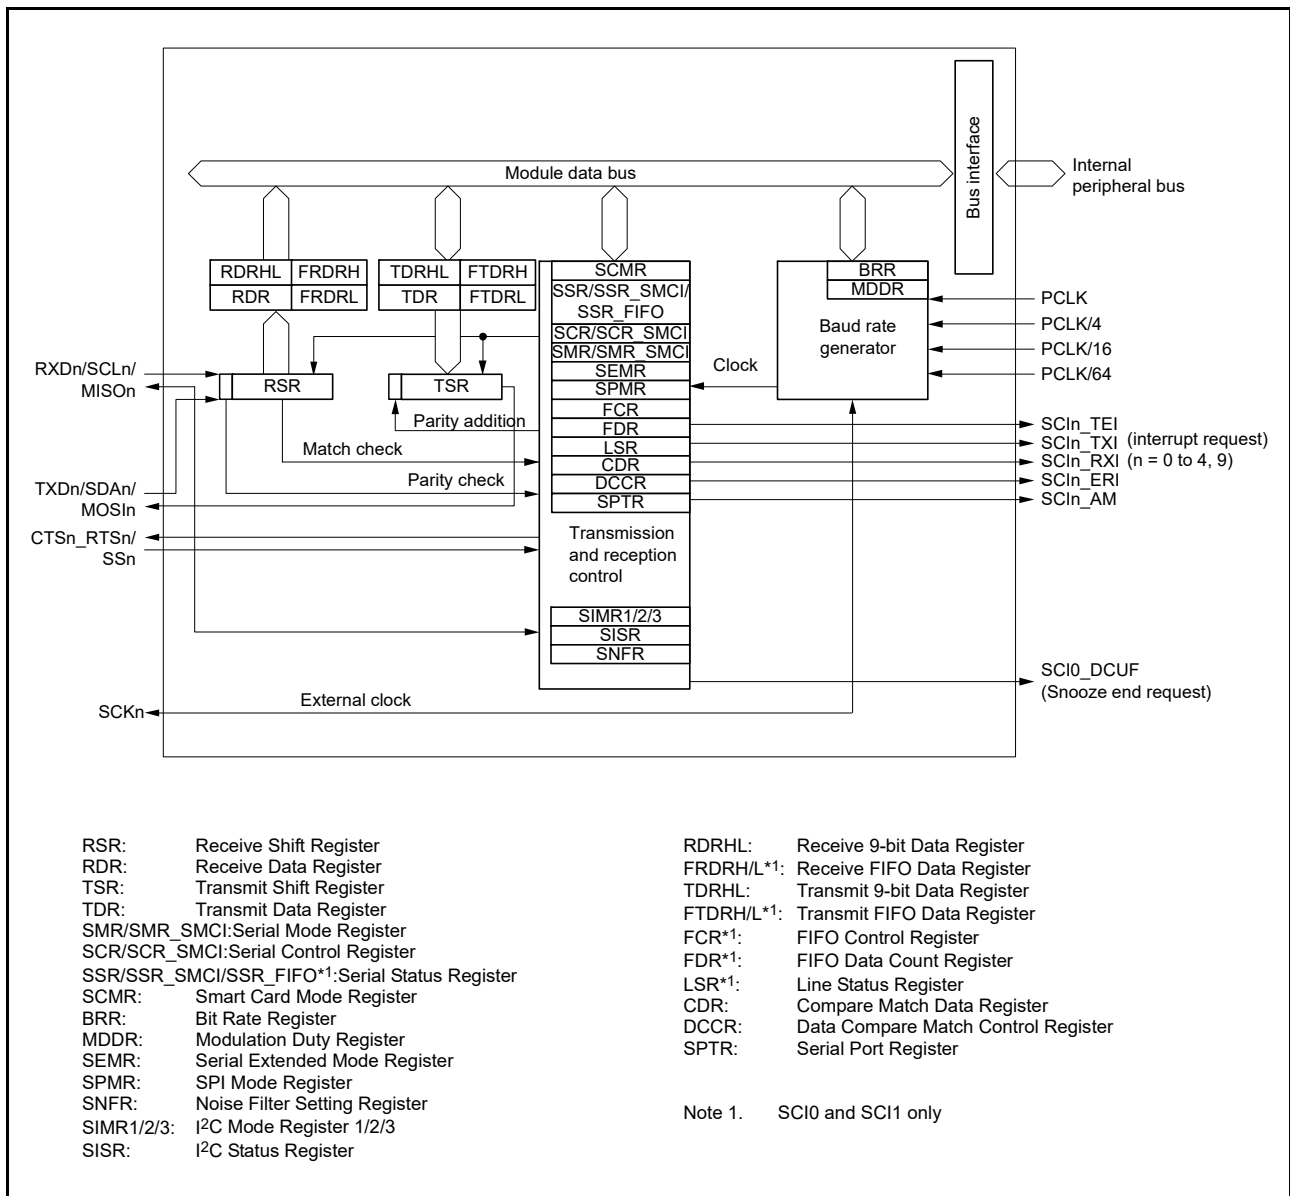 Module data bus
Bus interface
Internal
peripheral bus
RDRHL FRDRH
RDR FRDRL
TDRHL FTDRH
TDR FTDRL
SCMR
SSR/SSR_SMCI/
SSR_FIFO
SCR/SCR_SMCI
SMR/SMR_SMCI
SEMR
SPMR
FCR
FDR
LSR
CDR
DCCR
SPTR
Transmission
and reception
control
SIMR1/2/3
SISR
SNFR
BRR
MDDR
Baud rate
generator
Clock
PCLK
PCLK/4
PCLK/16
PCLK/64
RXDn/SCLn/
MISOn
RSR
TSR
Parity addition
Match check
Parity check
TXDn/SDAn/
MOSIn
CTSn_RTSn/
SSn
SCKn
External clock
SCIn_TEI
SCIn_TXI (interrupt request)
SCIn_RXI (n = 0 to 4, 9)
SCIn_ERI
SCIn_AM
SCI0_DCUF
(Snooze end request)
RSR: Receive Shift Register
RDR: Receive Data Register
TSR: Transmit Shift Register
TDR: Transmit Data Register
SMR/SMR_SMCI:Serial Mode Register
SCR/SCR_SMCI:Serial Control Register
SSR/SSR_SMCI/SSR_FIFO*1:Serial Status Register
SCMR: Smart Card Mode Register
BRR: Bit Rate Register
MDDR: Modulation Duty Register
SEMR: Serial Extended Mode Register
SPMR: SPI Mode Register
SNFR: Noise Filter Setting Register
SIMR1/2/3: I2C Mode Register 1/2/3
SISR: I2C Status Register
RDRHL: Receive 9-bit Data Register
FRDRH/L*1: Receive FIFO Data Register
TDRHL: Transmit 9-bit Data Register
FTDRH/L*1: Transmit FIFO Data Register
FCR*1: FIFO Control Register
FDR*1: FIFO Data Count Register
LSR*1: Line Status Register
CDR: Compare Match Data Register
DCCR: Data Compare Match Control Register
SPTR: Serial Port Register
Note 1. SCI0 and SCI1 only